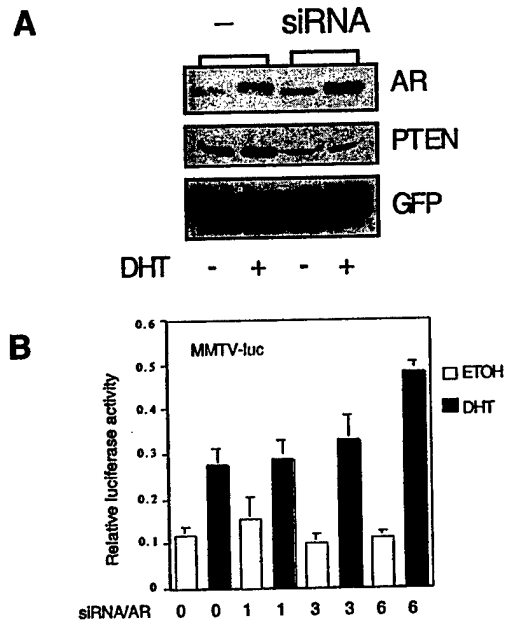 A
– siRNA
AR
PTEN
GFP
DHT - + - +
B
MMTV-luc
Relative luciferase activity
0.6
0.5
0.4
0.3
0.2
0.1
0
ETOH
DHT
siRNA/AR 0 0 1 1 3 3 6 6